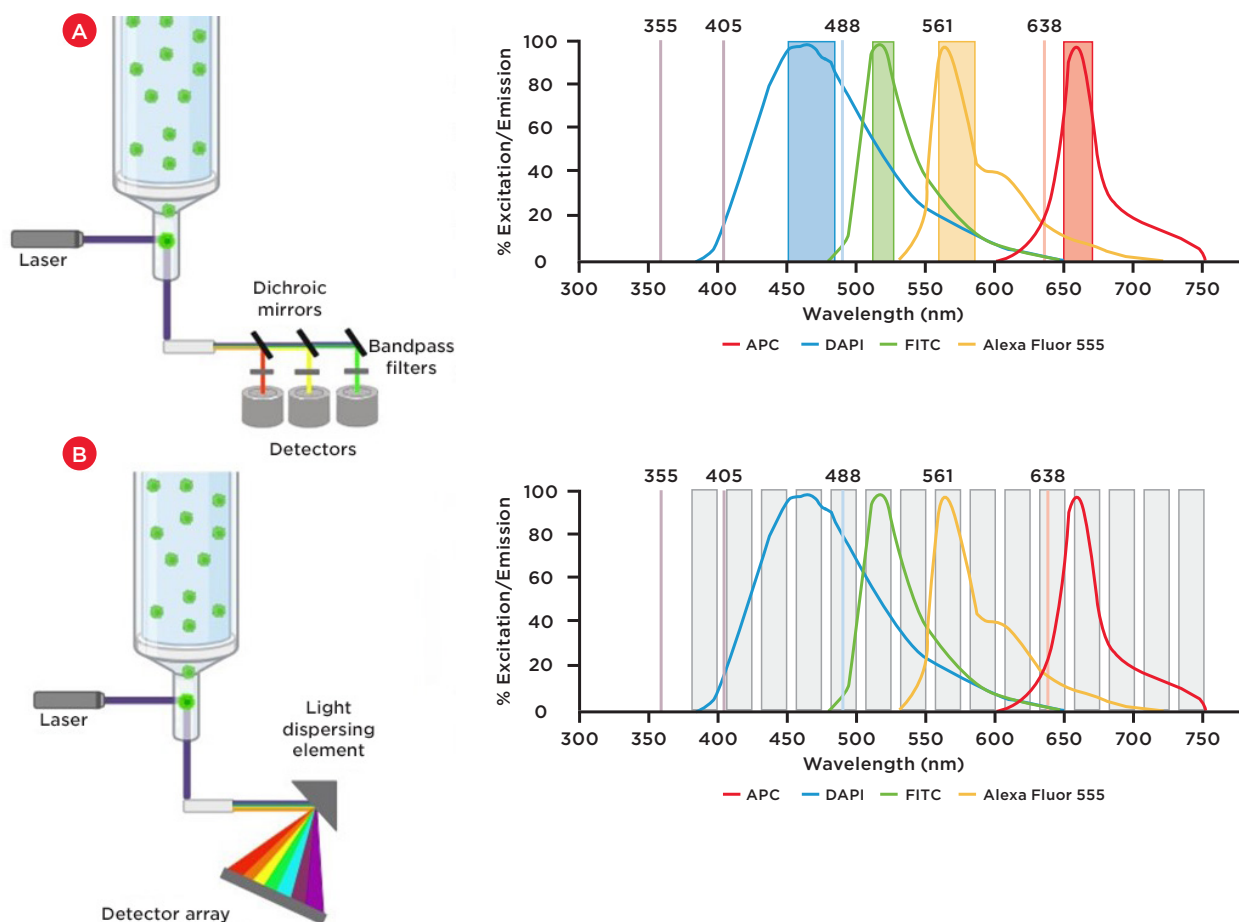 A
Laser
Dichroic
mirrors
Bandpass
filters
Detectors
355 405 488 561 638
% Excitation/Emission
100
80
60
40
20
0
300 350 400 450 500 550 600 650 700 750
Wavelength (nm)
APC DAPI FITC Alexa Fluor 555
B
Laser
Light
dispersing
element
Detector array
355 405 488 561 638
% Excitation/Emission
100
80
60
40
20
0
300 350 400 450 500 550 600 650 700 750
Wavelength (nm)
APC DAPI FITC Alexa Fluor 555